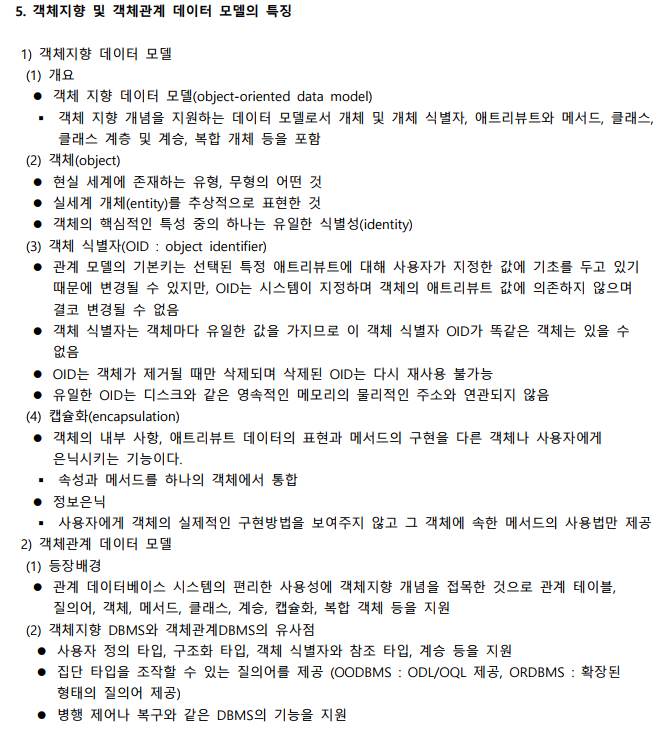 5. 객체지향 및 객체관계 데이터 모델의 특징
1) 객체지향 데이터 모델
(1) 개요
● 객체 지향 데이터 모델(object-oriented data model)
▪ 객체 지향 개념을 지원하는 데이터 모델로서 개체 및 개체 식별자, 애트리뷰트와 메서드, 클래스,
클래스 계층 및 계승, 복합 개체 등을 포함
(2) 객체(object)
● 현실 세계에 존재하는 유형, 무형의 어떤 것
● 실세계 개체(entity)를 추상적으로 표현한 것
● 객체의 핵심적인 특성 중의 하나는 유일한 식별성(identity)
(3) 객체 식별자(OID : object identifier)
● 관계 모델의 기본키는 선택된 특정 애트리뷰트에 대해 사용자가 지정한 값에 기초를 두고 있기
때문에 변경될 수 있지만, OID는 시스템이 지정하며 객체의 애트리뷰트 값에 의존하지 않으며
결코 변경될 수 없음
● 객체 식별자는 객체마다 유일한 값을 가지므로 이 객체 식별자 OID가 똑같은 객체는 있을 수
없음
● OID는 객체가 제거될 때만 삭제되며 삭제된 OID는 다시 재사용 불가능
● 유일한 OID는 디스크와 같은 영속적인 메모리의 물리적인 주소와 연관되지 않음
(4) 캡슐화(encapsulation)
● 객체의 내부 사항, 애트리뷰트 데이터의 표현과 메서드의 구현을 다른 객체나 사용자에게
은닉시키는 기능이다.
▪ 속성과 메서드를 하나의 객체에서 통합
● 정보은닉
▪ 사용자에게 객체의 실제적인 구현방법을 보여주지 않고 그 객체에 속한 메서드의 사용법만 제공
2) 객체관계 데이터 모델
(1) 등장배경
● 관계 데이터베이스 시스템의 편리한 사용성에 객체지향 개념을 접목한 것으로 관계 테이블,
질의어, 객체, 메서드, 클래스, 계승, 캡슐화, 복합 객체 등을 지원
(2) 객체지향 DBMS와 객체관계DBMS의 유사점
● 사용자 정의 타입, 구조화 타입, 객체 식별자와 참조 타입, 계승 등을 지원
● 집단 타입을 조작할 수 있는 질의어를 제공 (OODBMS : ODL/OQL 제공, ORDBMS : 확장된
형태의 질의어 제공)
● 병행 제어나 복구와 같은 DBMS의 기능을 지원